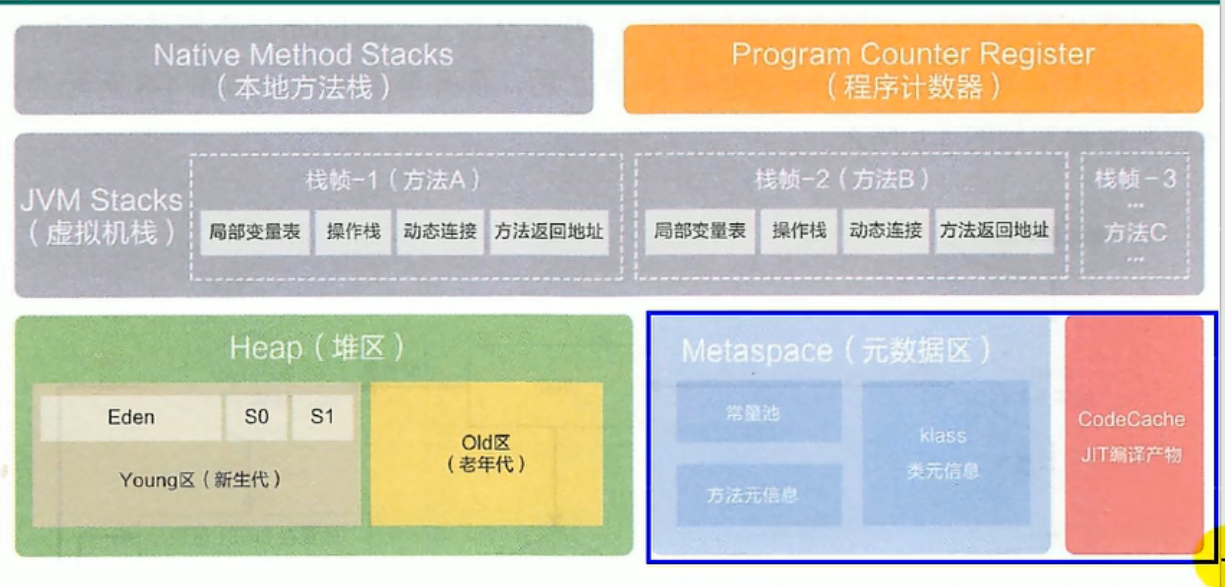 Native Method Stacks
（本地方法栈）
Program Counter Register
（程序计数器）
JVM Stacks
（虚拟机栈）
栈帧-1（方法A）
局部变量表
操作栈
动态连接
方法返回地址
栈帧-2（方法B）
局部变量表
操作栈
动态连接
方法返回地址
栈帧-3
...
方法C
...
Heap（堆区）
Eden
S0
S1
Young区（新生代）
Old区
（老年代）
Metaspace（元数据区）
常量池
方法元信息
klass
类元信息
CodeCache
JIT编译产物